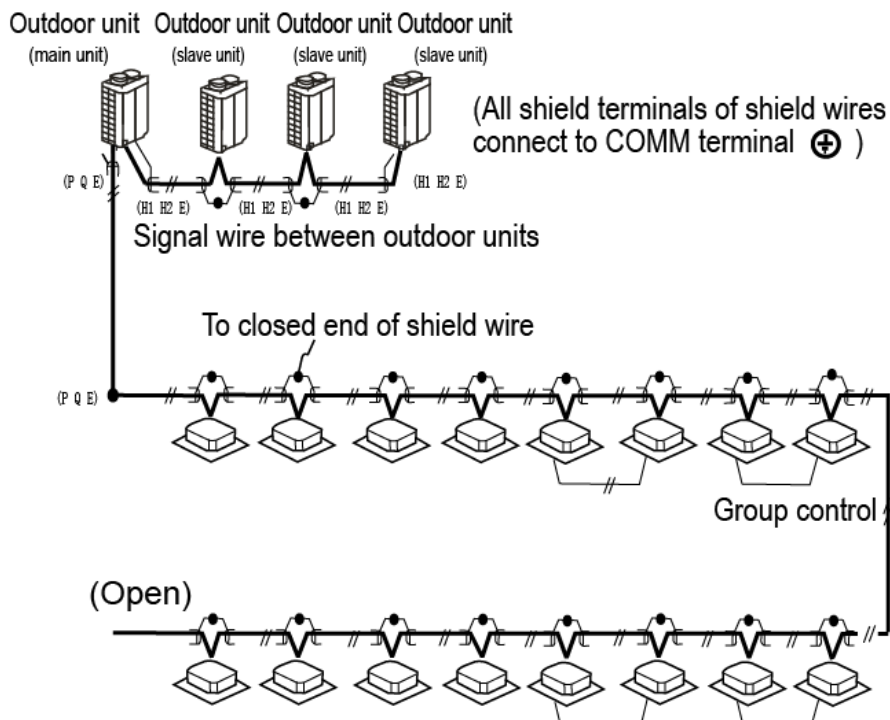 Outdoor unit Outdoor unit Outdoor unit Outdoor unit
(main unit) (slave unit) (slave unit) (slave unit)
(All shield terminals of shield wires
connect to COMM terminal ⊕ )
(P Q E) (H1 H2 E)
(H1 H2 E) (H1 H2 E) (H1 H2 E)
Signal wire between outdoor units
To closed end of shield wire
(P Q E)
Group control
(Open)